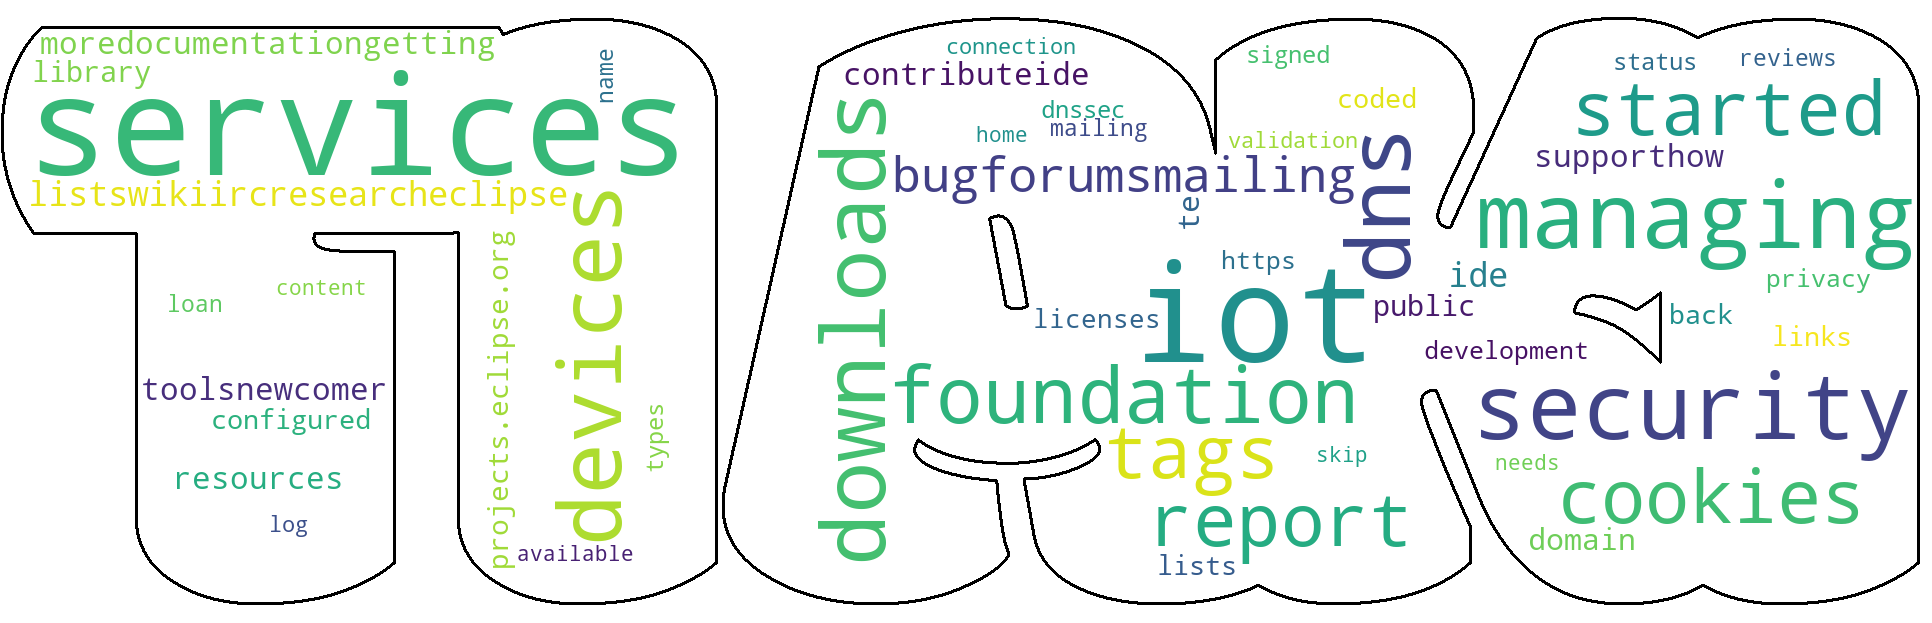 moredocumentationgetting
library
name
services
listswikiircresearcheclipse
devices
projects.eclipse.org
content
loan
toolsnewcomer
configured
types
resources
log
available
connection
contributeide
dnssec
home
mailing
downloads
bugforumsmailing
te
signed
coded
validation
dns
https
iot
licenses
public
foundation
tags
skip
report
lists
development
ide
status
reviews
started
supporthow
managing
privacy
back
links
security
needs
cookies
domain